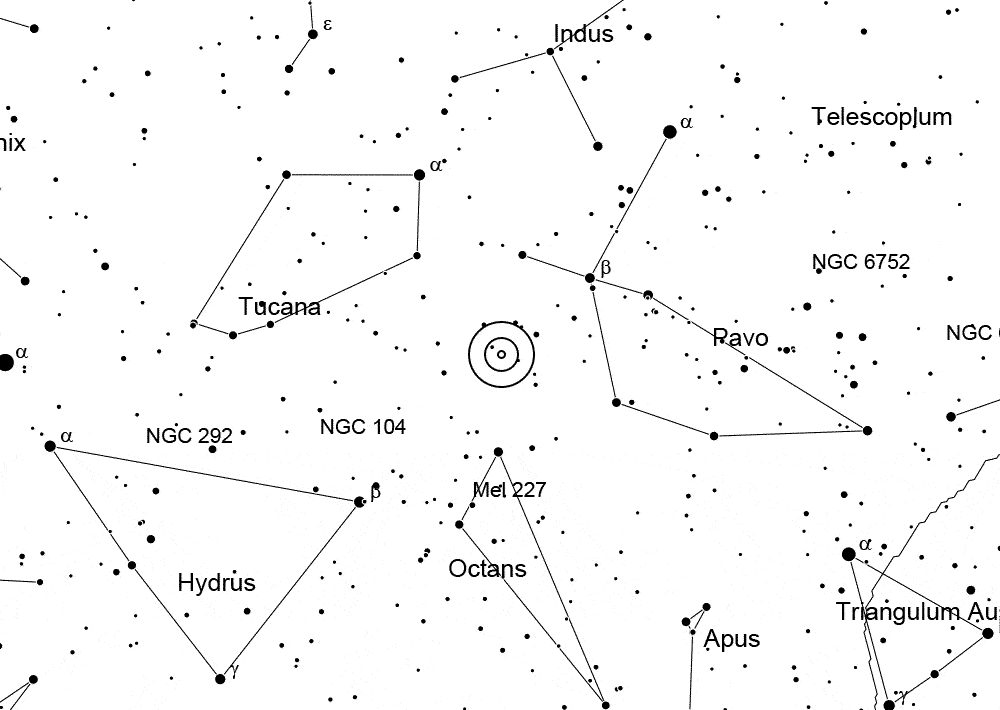 ε
Indus
Telescopium
α
nix
α
NGC 6752
β
Tucana
NGC
Pavo
α
NGC 104
NGC 292
α
Mel 227
β
α
Octans
Hydrus
Triangulum Au
Apus
γ
γ